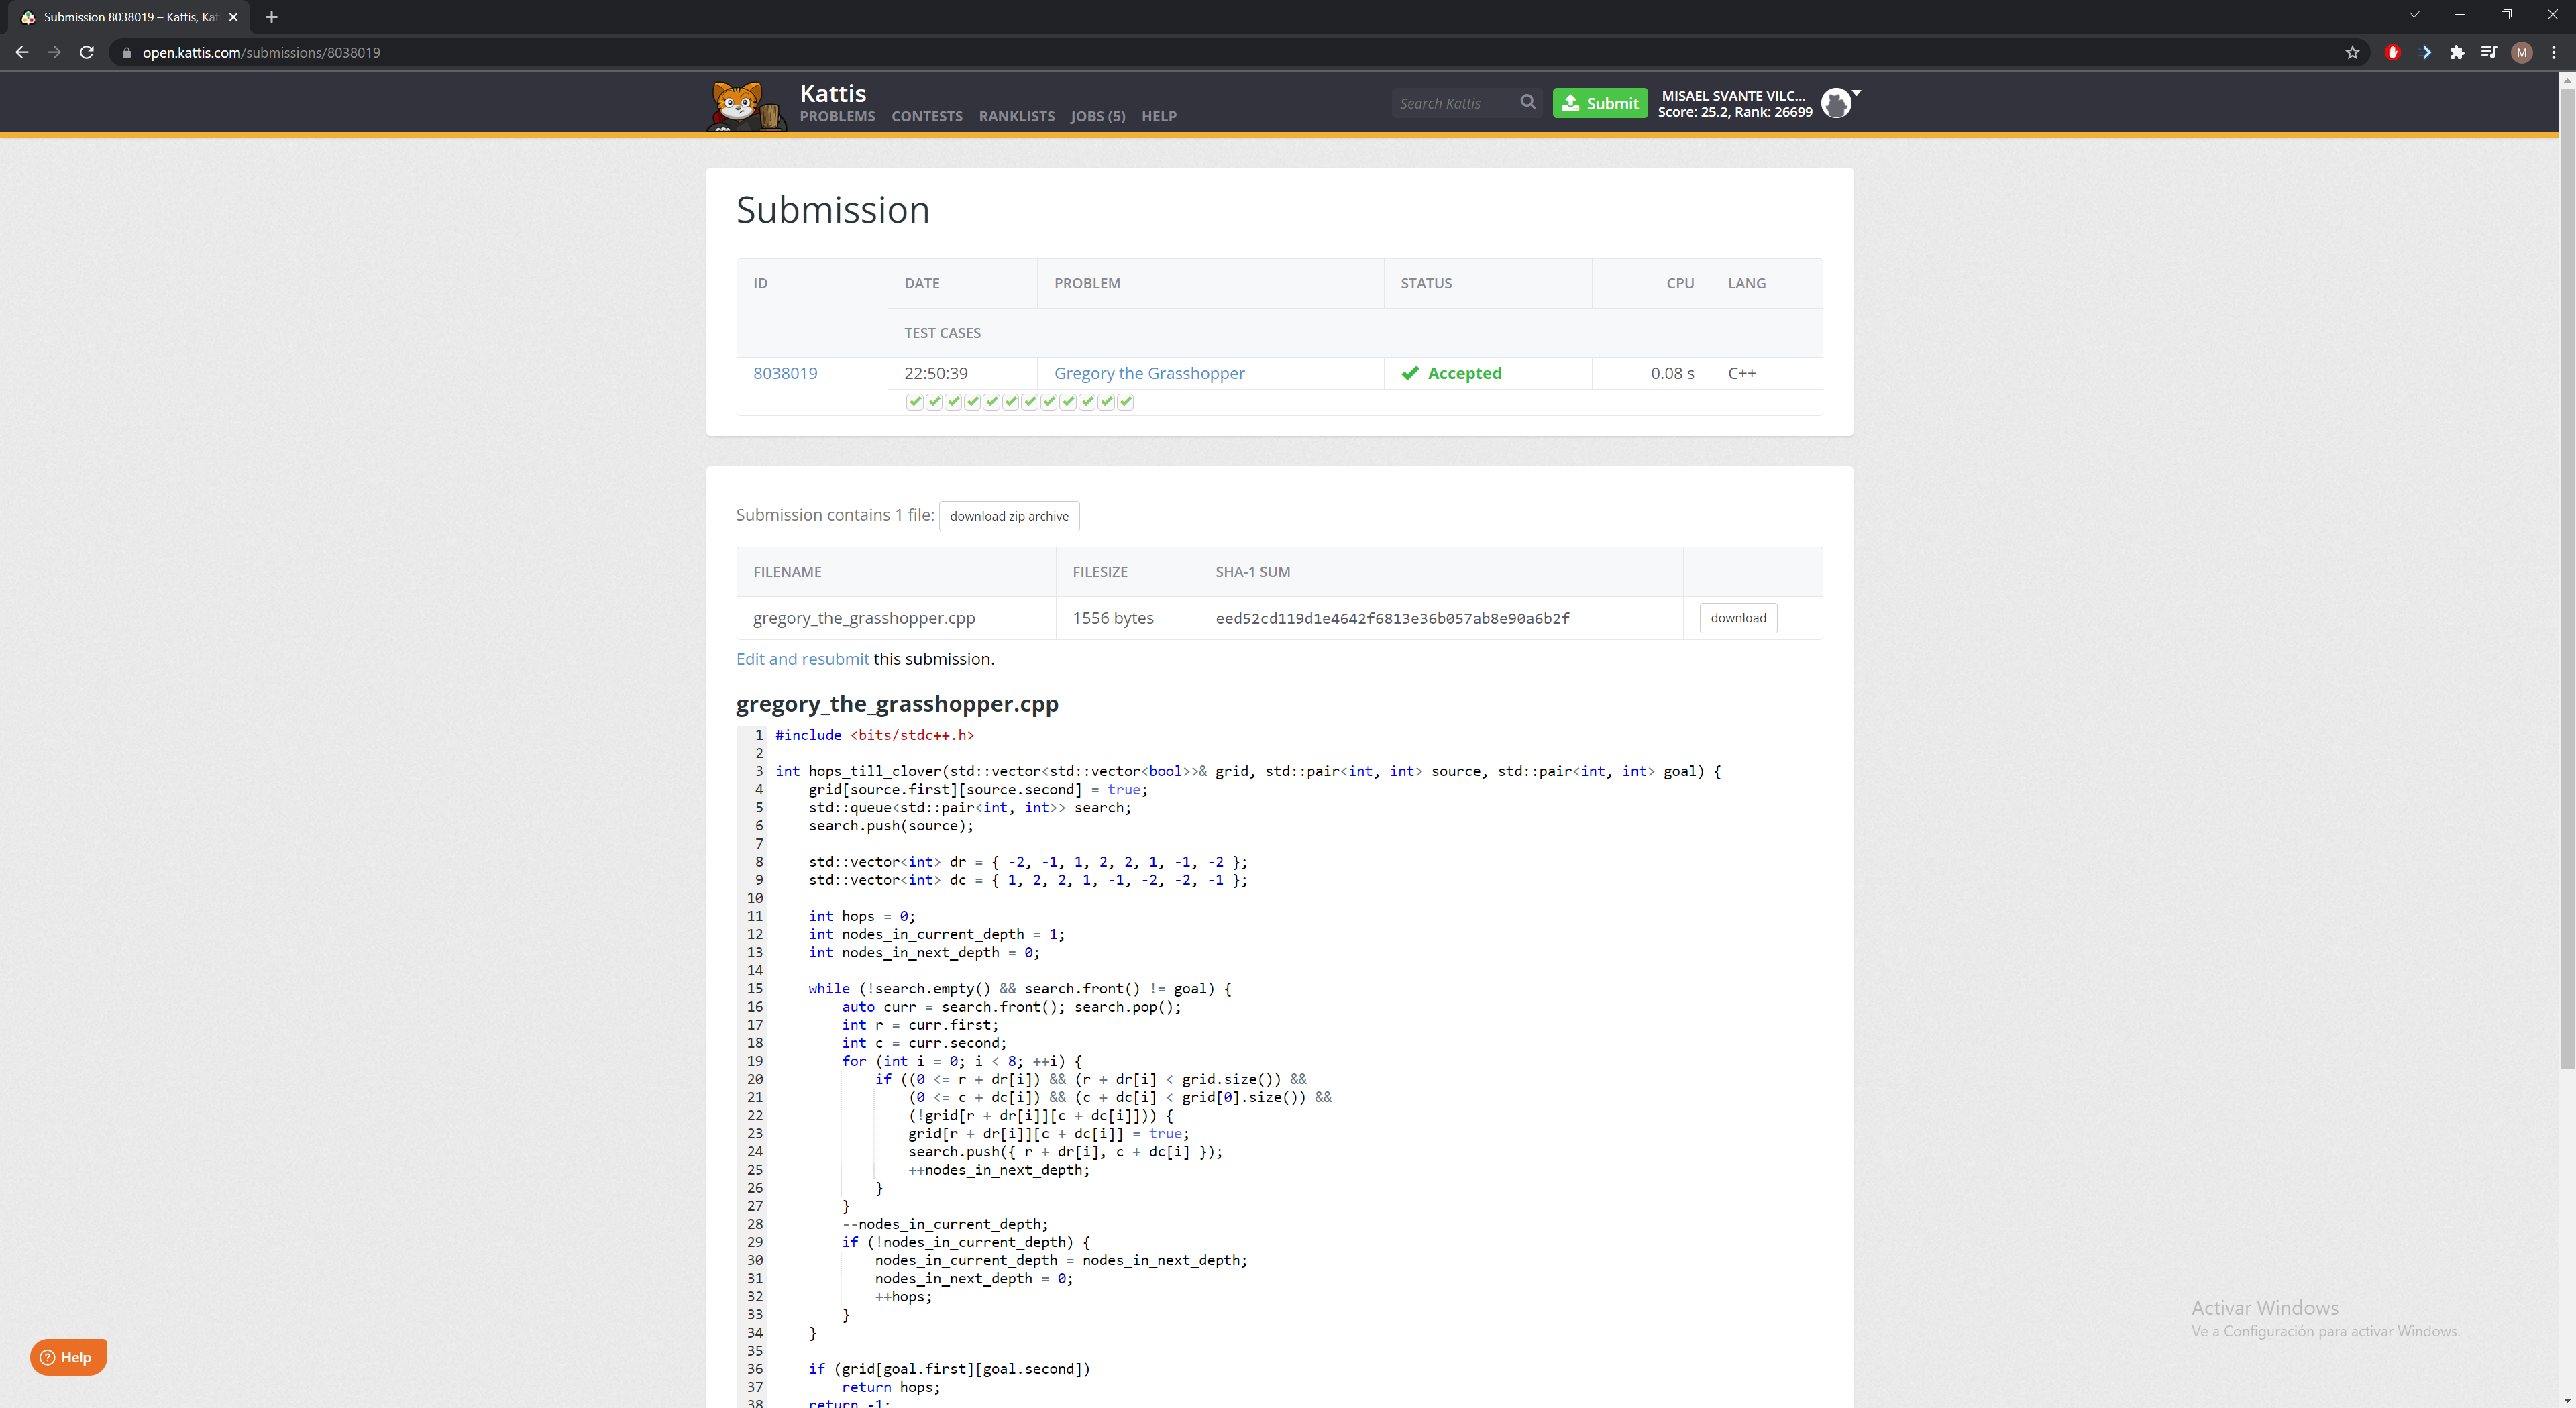 Submission 8038019 – Kattis, Kat
open.kattis.com/submissions/8038019
M
Kattis
PROBLEMS CONTESTS RANKLISTS JOBS (5) HELP
Search Kattis
Submit
MISAEL SVANTE VILC...
Score: 25.2, Rank: 26699
Submission
ID DATE PROBLEM STATUS CPU LANG
TEST CASES
8038019 22:50:39 Gregory the Grasshopper Accepted 0.08 s C++
Submission contains 1 file: download zip archive
FILENAME FILESIZE SHA-1 SUM
gregory_the_grasshopper.cpp 1556 bytes eed52cd119d1e4642f6813e36b057ab8e90a6b2f download
Edit and resubmit this submission.
gregory_the_grasshopper.cpp
1 #include <bits/stdc++.h>
2
3 int hops_till_clover(std::vector<std::vector<bool>>& grid, std::pair<int, int> source, std::pair<int, int> goal) {
4     grid[source.first][source.second] = true;
5     std::queue<std::pair<int, int>> search;
6     search.push(source);
7
8     std::vector<int> dr = { -2, -1, 1, 2, 2, 1, -1, -2 };
9     std::vector<int> dc = { 1, 2, 2, 1, -1, -2, -2, -1 };
10
11     int hops = 0;
12     int nodes_in_current_depth = 1;
13     int nodes_in_next_depth = 0;
14
15     while (!search.empty() && search.front() != goal) {
16         auto curr = search.front(); search.pop();
17         int r = curr.first;
18         int c = curr.second;
19         for (int i = 0; i < 8; ++i) {
20             if ((0 <= r + dr[i]) && (r + dr[i] < grid.size()) &&
21                 (0 <= c + dc[i]) && (c + dc[i] < grid[0].size()) &&
22                 (!grid[r + dr[i]][c + dc[i]])) {
23                 grid[r + dr[i]][c + dc[i]] = true;
24                 search.push({ r + dr[i], c + dc[i] });
25                 ++nodes_in_next_depth;
26             }
27         }
28         --nodes_in_current_depth;
29         if (!nodes_in_current_depth) {
30             nodes_in_current_depth = nodes_in_next_depth;
31             nodes_in_next_depth = 0;
32             ++hops;
33         }
34     }
35
36     if (grid[goal.first][goal.second])
37         return hops;
38     return -1;
Help
Activar Windows
Ve a Configuración para activar Windows.